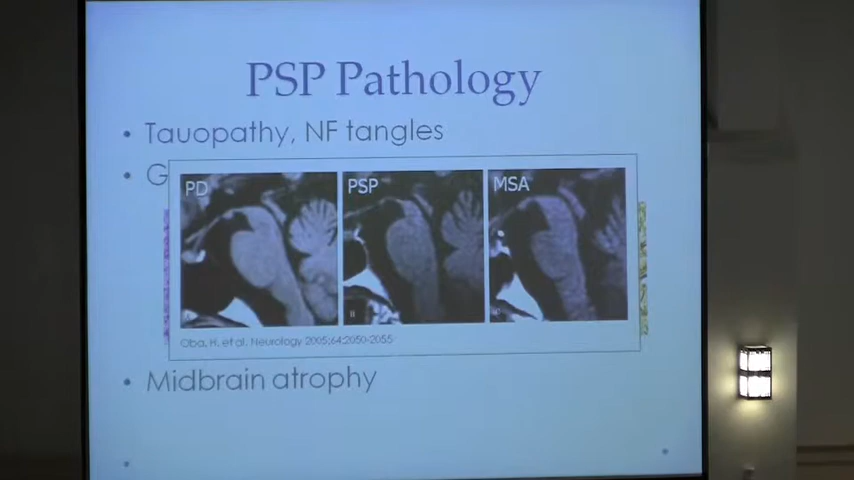 PSP Pathology
• Tauopathy, NF tangles
• G
PD PSP MSA
Oba, H, et al. Neurology 2005;64:2050-2055
• Midbrain atrophy